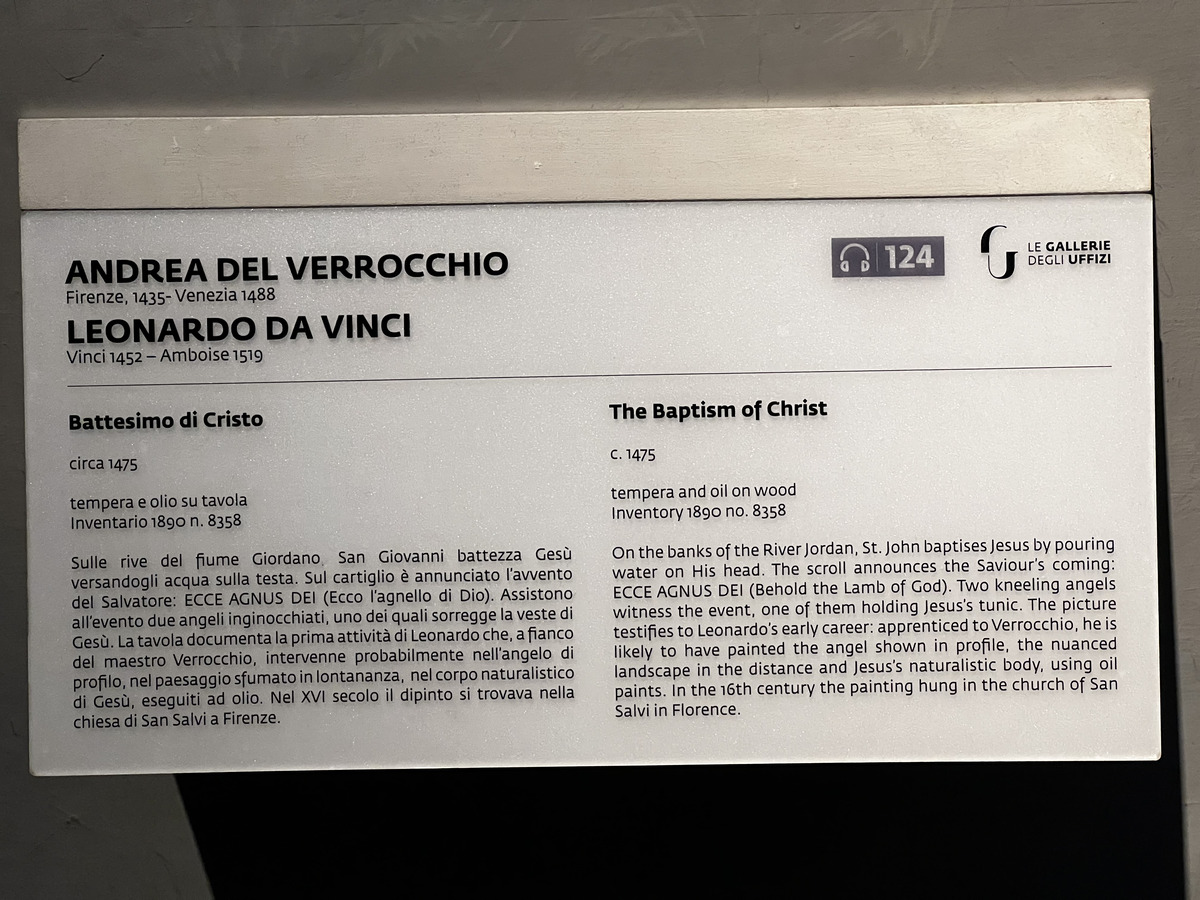 ANDREA DEL VERROCCHIO
Firenze, 1435- Venezia 1488
LEONARDO DA VINCI
Vinci 1452 – Amboise 1519
124
LE GALLERIE
DEGLI UFFIZI
Battesimo di Cristo
circa 1475
tempera e olio su tavola
Inventario 1890 n. 8358
Sulle rive del fiume Giordano, San Giovanni battezza Gesù
versandogli acqua sulla testa. Sul cartiglio è annunciato l'avvento
del Salvatore: ECCE AGNUS DEI (Ecco l'agnello di Dio). Assistono
all'evento due angeli inginocchiati, uno dei quali sorregge la veste di
Gesù. La tavola documenta la prima attività di Leonardo che, a fianco
del maestro Verrocchio, intervenne probabilmente nell'angelo di
profilo, nel paesaggio sfumato in lontananza, nel corpo naturalistico
di Gesù, eseguiti ad olio. Nel XVI secolo il dipinto si trovava nella
chiesa di San Salvi a Firenze.
The Baptism of Christ
c. 1475
tempera and oil on wood
Inventory 1890 no. 8358
On the banks of the River Jordan, St. John baptises Jesus by pouring
water on His head. The scroll announces the Saviour's coming:
ECCE AGNUS DEI (Behold the Lamb of God). Two kneeling angels
witness the event, one of them holding Jesus's tunic. The picture
testifies to Leonardo's early career: apprenticed to Verrocchio, he is
likely to have painted the angel shown in profile, the nuanced
landscape in the distance and Jesus's naturalistic body, using oil
paints. In the 16th century the painting hung in the church of San
Salvi in Florence.